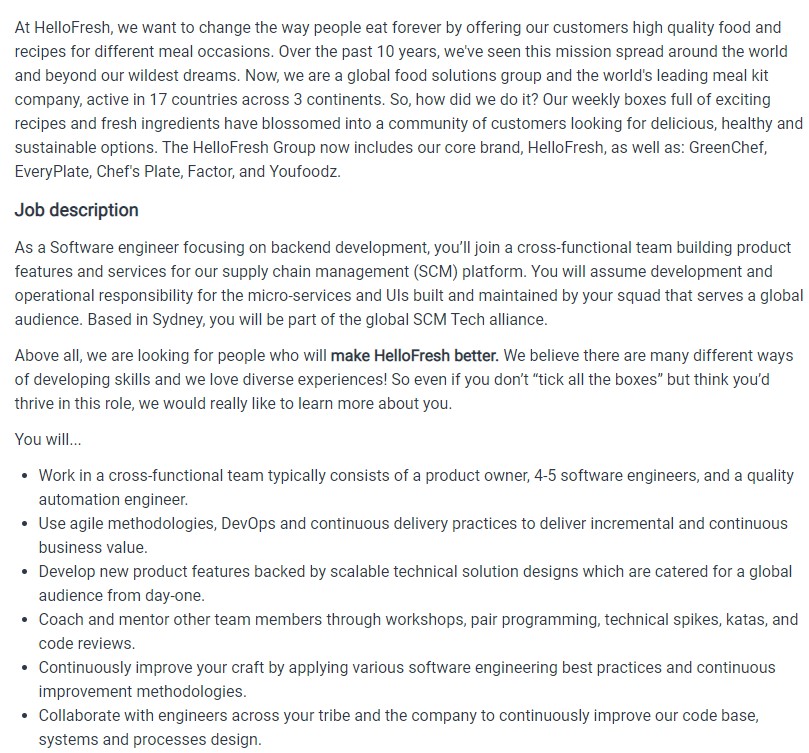 At HelloFresh, we want to change the way people eat forever by offering our customers high quality food and
recipes for different meal occasions. Over the past 10 years, we've seen this mission spread around the world
and beyond our wildest dreams. Now, we are a global food solutions group and the world's leading meal kit
company, active in 17 countries across 3 continents. So, how did we do it? Our weekly boxes full of exciting
recipes and fresh ingredients have blossomed into a community of customers looking for delicious, healthy and
sustainable options. The HelloFresh Group now includes our core brand, HelloFresh, as well as: GreenChef,
EveryPlate, Chef's Plate, Factor, and Youfoodz.
Job description
As a Software engineer focusing on backend development, you’ll join a cross-functional team building product
features and services for our supply chain management (SCM) platform. You will assume development and
operational responsibility for the micro-services and UIs built and maintained by your squad that serves a global
audience. Based in Sydney, you will be part of the global SCM Tech alliance.
Above all, we are looking for people who will make HelloFresh better. We believe there are many different ways
of developing skills and we love diverse experiences! So even if you don’t “tick all the boxes” but think you’d
thrive in this role, we would really like to learn more about you.
You will...
• Work in a cross-functional team typically consists of a product owner, 4-5 software engineers, and a quality
automation engineer.
• Use agile methodologies, DevOps and continuous delivery practices to deliver incremental and continuous
business value.
• Develop new product features backed by scalable technical solution designs which are catered for a global
audience from day-one.
• Coach and mentor other team members through workshops, pair programming, technical spikes, katas, and
code reviews.
• Continuously improve your craft by applying various software engineering best practices and continuous
improvement methodologies.
• Collaborate with engineers across your tribe and the company to continuously improve our code base,
systems and processes design.